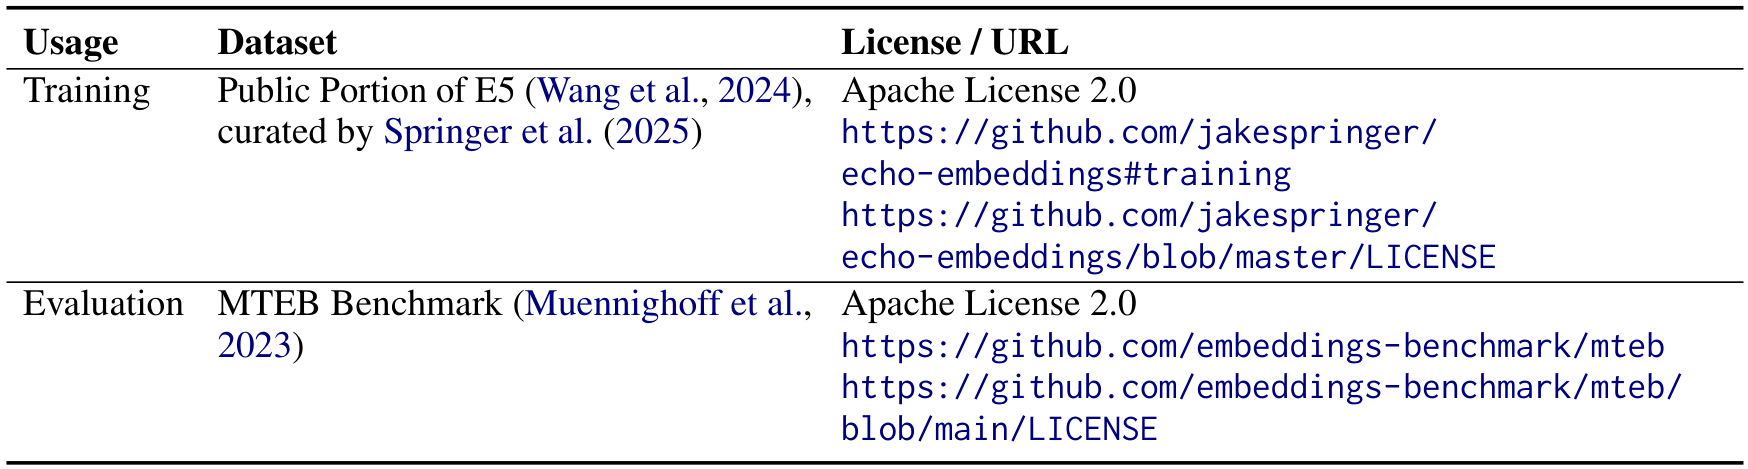 Usage Dataset License / URL
Training Public Portion of E5 (Wang et al., 2024), Apache License 2.0
curated by Springer et al. (2025) https://github.com/jakespringer/
echo-embeddings#training
https://github.com/jakespringer/
echo-embeddings/blob/master/LICENSE
Evaluation MTEB Benchmark (Muennighoff et al., Apache License 2.0
2023) https://github.com/embeddings-benchmark/mteb
https://github.com/embeddings-benchmark/mteb/
blob/main/LICENSE